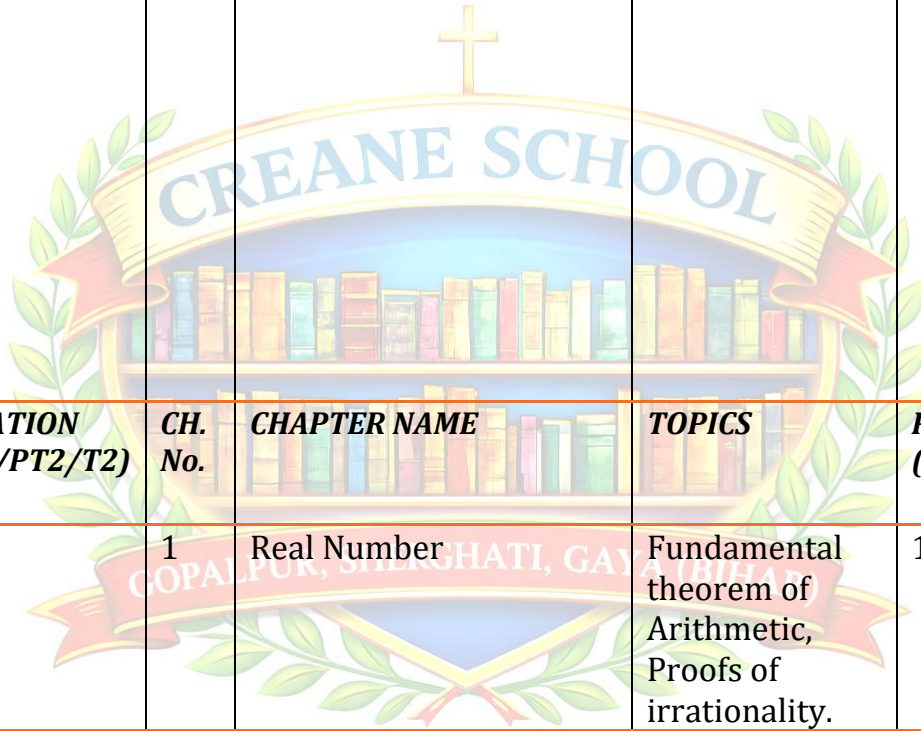 CREANE SCHOOL
ATION
/PT2/T2)
CH.
No.
CHAPTER NAME
TOPICS
(
1
Real Number
Fundamental
theorem of
Arithmetic,
Proofs of
irrationality.
1
GOPALPUR, SHERGHATI, GAYA (BIHAR)